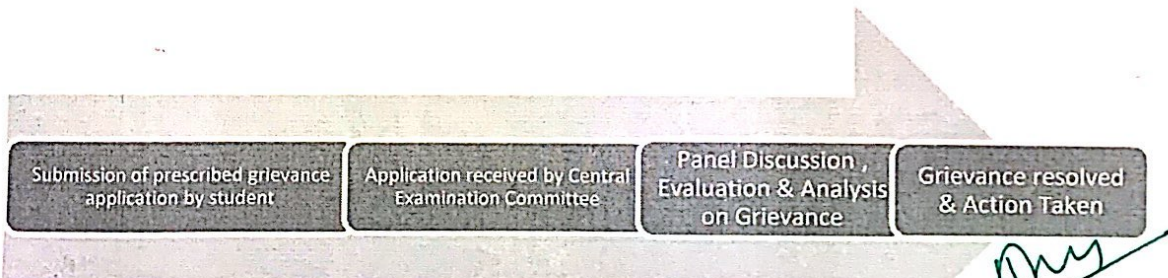 Submission of prescribed grievance
application by student
Application received by Central
Examination Committee
Panel Discussion ,
Evaluation & Analysis
on Grievance
Grievance resolved
& Action Taken